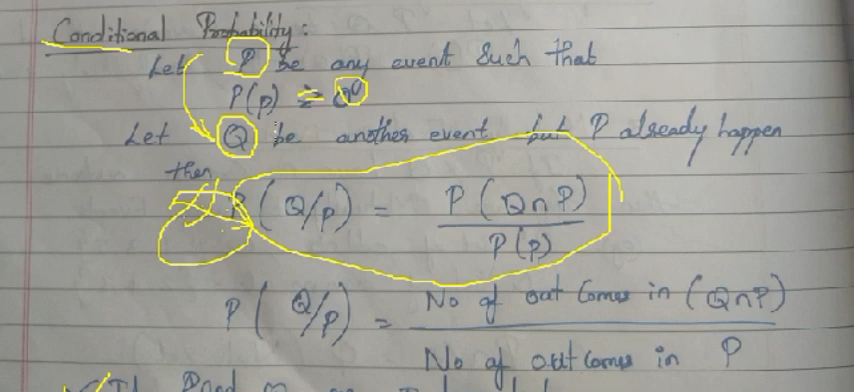 Conditional Probability:
Let P be any event such that
P(P) ≠ 0
Let Q be another event but P already happen
then
P(Q/P) = P(Q∩P) / P(P)
P(Q/P) = No of out comes in (Q∩P) / No of out comes in P